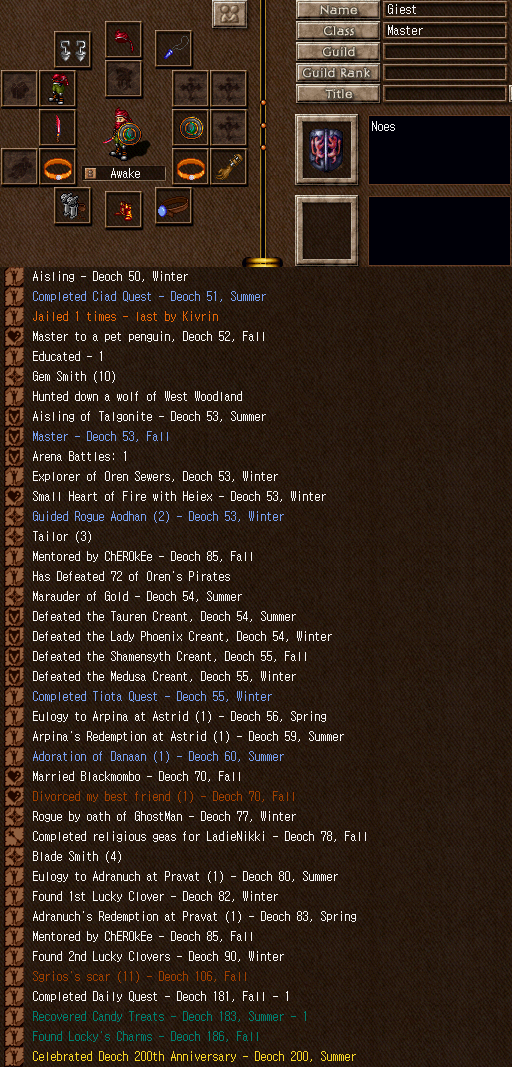 Name
Giest
Class
Master
Guild
Guild Rank
Title
Noes
Awake
Aisling - Deoch 50, Winter
Completed Ciad Quest - Deoch 51, Summer
Jailed 1 times - last by Kivrin
Master to a pet penguin, Deoch 52, Fall
Educated - 1
Gem Smith (10)
Hunted down a wolf of West Woodland
Aisling of Talgonite - Deoch 53, Summer
Master - Deoch 53, Fall
Arena Battles: 1
Explorer of Oren Sewers, Deoch 53, Winter
Small Heart of Fire with Heiex - Deoch 53, Winter
Guided Rogue Aodhan (2) - Deoch 53, Winter
Tailor (3)
Mentored by ChEROkEe - Deoch 85, Fall
Has Defeated 72 of Oren's Pirates
Marauder of Gold - Deoch 54, Summer
Defeated the Tauren Creant, Deoch 54, Summer
Defeated the Lady Phoenix Creant, Deoch 54, Winter
Defeated the Shamensyth Creant, Deoch 55, Fall
Defeated the Medusa Creant, Deoch 55, Winter
Completed Tiota Quest - Deoch 55, Winter
Eulogy to Arpina at Astrid (1) - Deoch 56, Spring
Arpina's Redemption at Astrid (1) - Deoch 59, Summer
Adoration of Danaan (1) - Deoch 60, Summer
Married Blackmombo - Deoch 70, Fall
Divorced my best friend (1) - Deoch 70, Fall
Rogue by oath of GhostMan - Deoch 77, Winter
Completed religious geas for LadieNikki - Deoch 78, Fall
Blade Smith (4)
Eulogy to Adranuch at Pravat (1) - Deoch 80, Summer
Found 1st Lucky Clover - Deoch 82, Winter
Adranuch's Redemption at Pravat (1) - Deoch 83, Spring
Mentored by ChEROkEe - Deoch 85, Fall
Found 2nd Lucky Clovers - Deoch 90, Winter
Sgrios's scar (11) - Deoch 106, Fall
Completed Daily Quest - Deoch 181, Fall - 1
Recovered Candy Treats - Deoch 183, Summer - 1
Found Locky's Charms - Deoch 186, Fall
Celebrated Deoch 200th Anniversary - Deoch 200, Summer